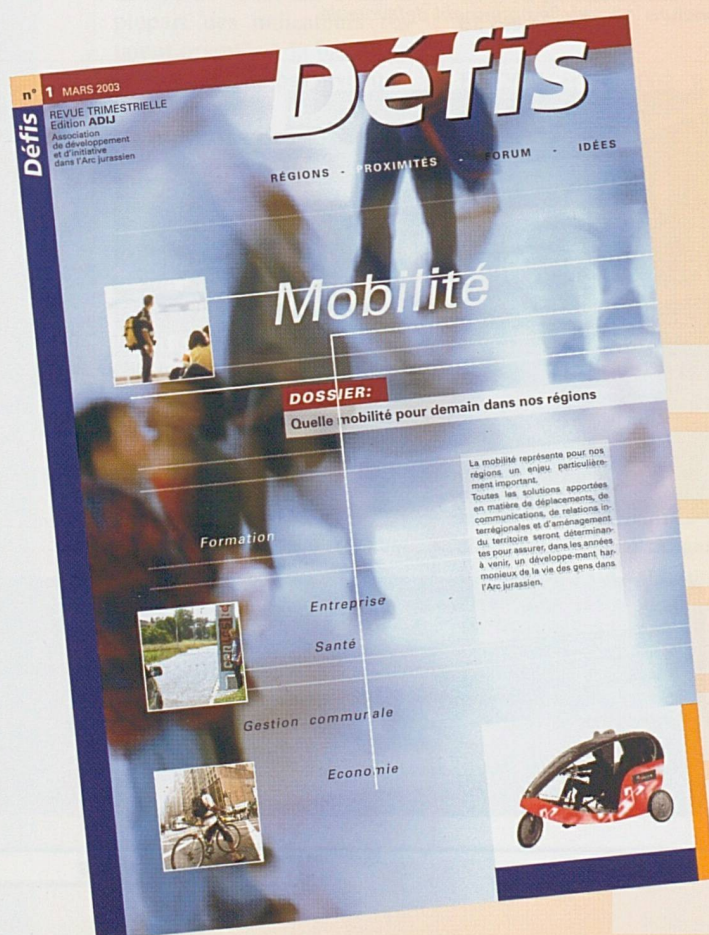 n° 1 MARS 2003
Défis
REVUE TRIMESTRIELLE
Edition ADIJ
Association
de développement
et d'initiative
dans l'Arc jurassien
Défis
RÉGIONS - PROXIMITÉS - FORUM - IDÉES
Mobilité
DOSSIER:
Quelle mobilité pour demain dans nos régions
La mobilité représente pour nos
régions un enjeu particulière-
ment important.
Toutes les solutions apportées
en matière de déplacements, de
communications, de relations in-
terrégionales et d'aménagement
du territoire seront déterminan-
tes pour assurer, dans les années
à venir, un développe-ment har-
monieux de la vie des gens dans
l'Arc jurassien.
Formation
Entreprise
Santé
Gestion communale
Economie